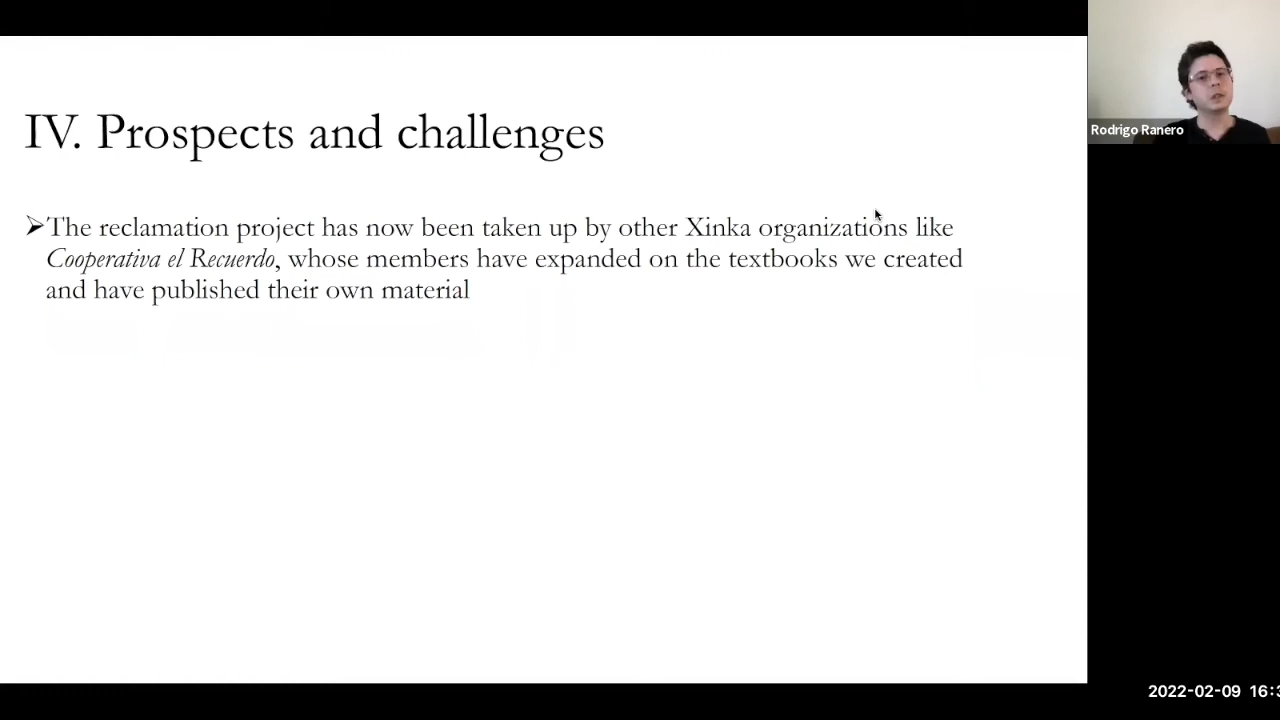 IV. Prospects and challenges
➢The reclamation project has now been taken up by other Xinka organizations like
Cooperativa el Recuerdo, whose members have expanded on the textbooks we created
and have published their own material
Rodrigo Ranero
2022-02-09 16:3